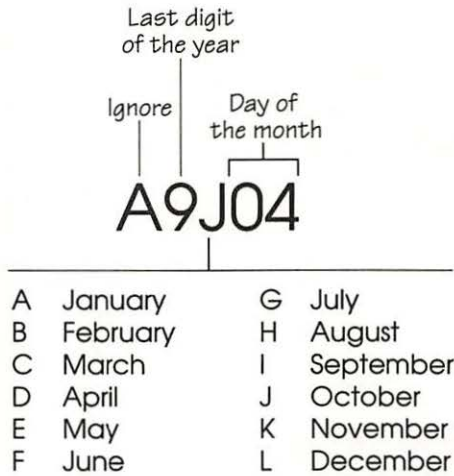 Last digit
of the year
Ignore
Day of
the month
A9J04
A January
B February
C March
D April
E May
F June
G July
H August
I September
J October
K November
L December